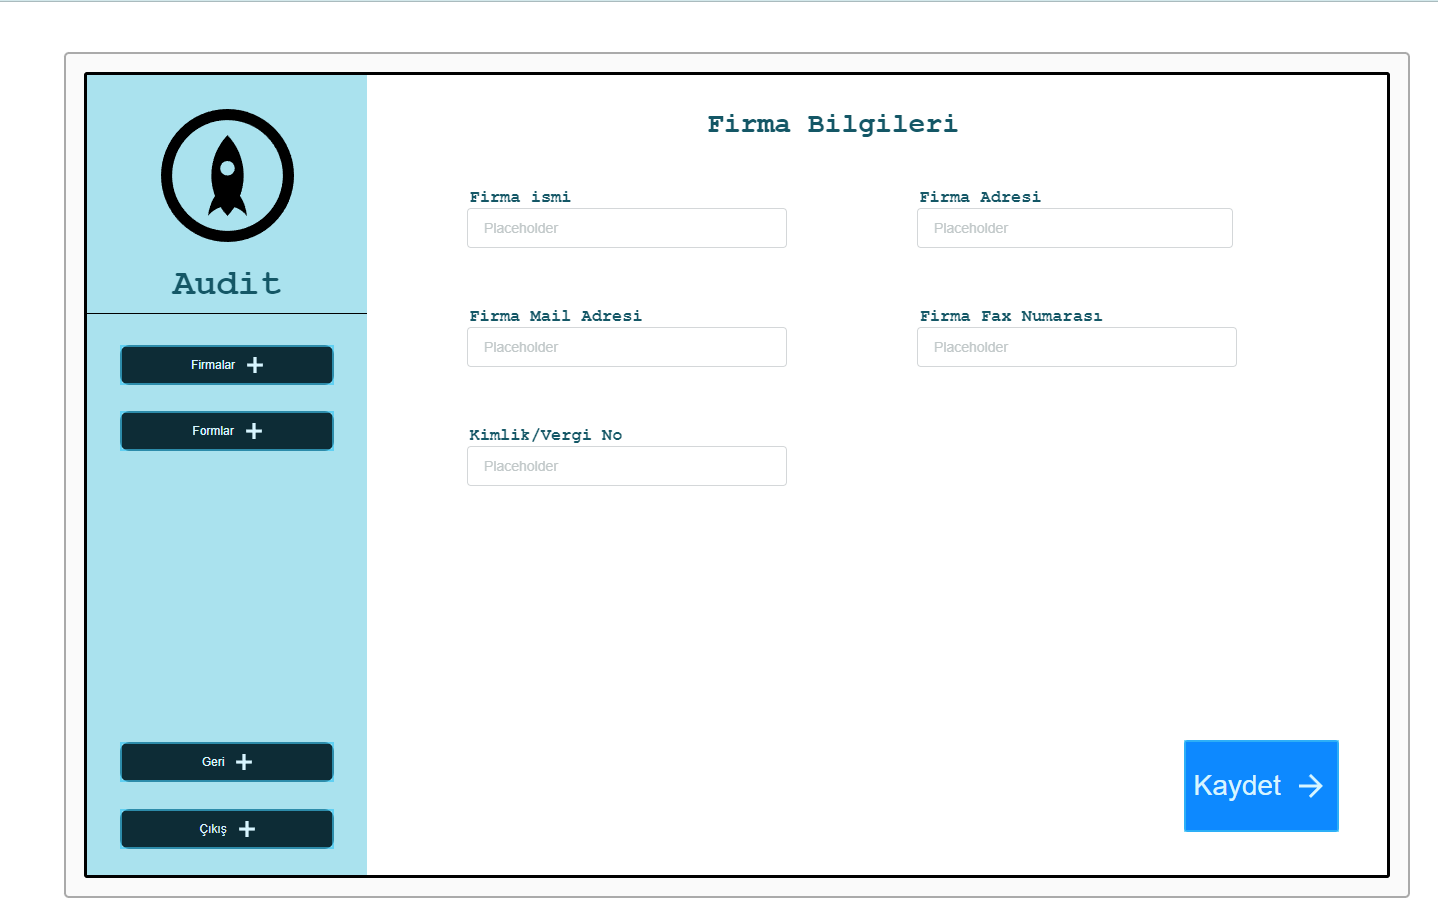 Audit
Firmalar
Formlar
Geri
Çıkış
Firma Bilgileri
Firma ismi
Placeholder
Firma Adresi
Placeholder
Firma Mail Adresi
Placeholder
Firma Fax Numarası
Placeholder
Kimlik/Vergi No
Placeholder
Kaydet